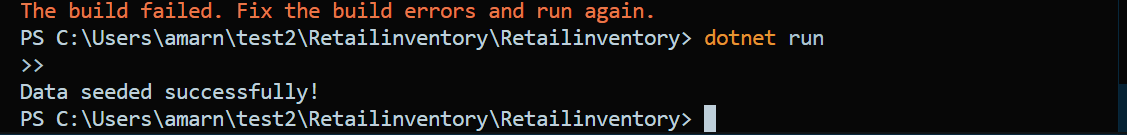 The build failed. Fix the build errors and run again.
PS C:\Users\amarn\test2\Retailinventory\Retailinventory> dotnet run
>>
Data seeded successfully!
PS C:\Users\amarn\test2\Retailinventory\Retailinventory>